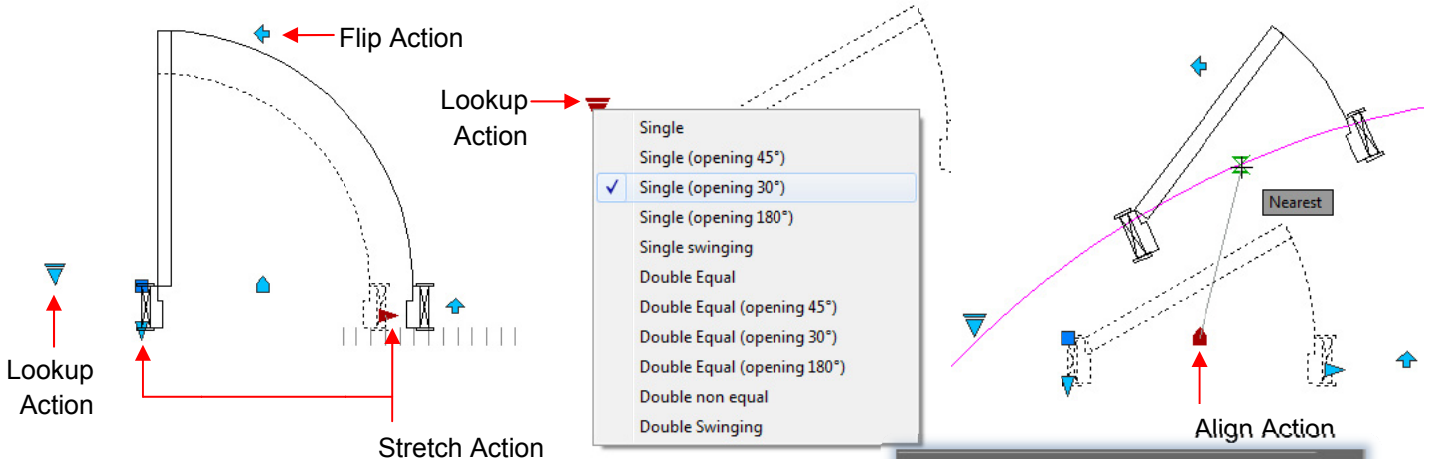 Flip Action
Lookup
Action
Single
Single (opening 45°)
Single (opening 30°)
Single (opening 180°)
Single swinging
Double Equal
Double Equal (opening 45°)
Double Equal (opening 30°)
Double Equal (opening 180°)
Double non equal
Double Swinging
Nearest
Lookup
Action
Stretch Action
Align Action